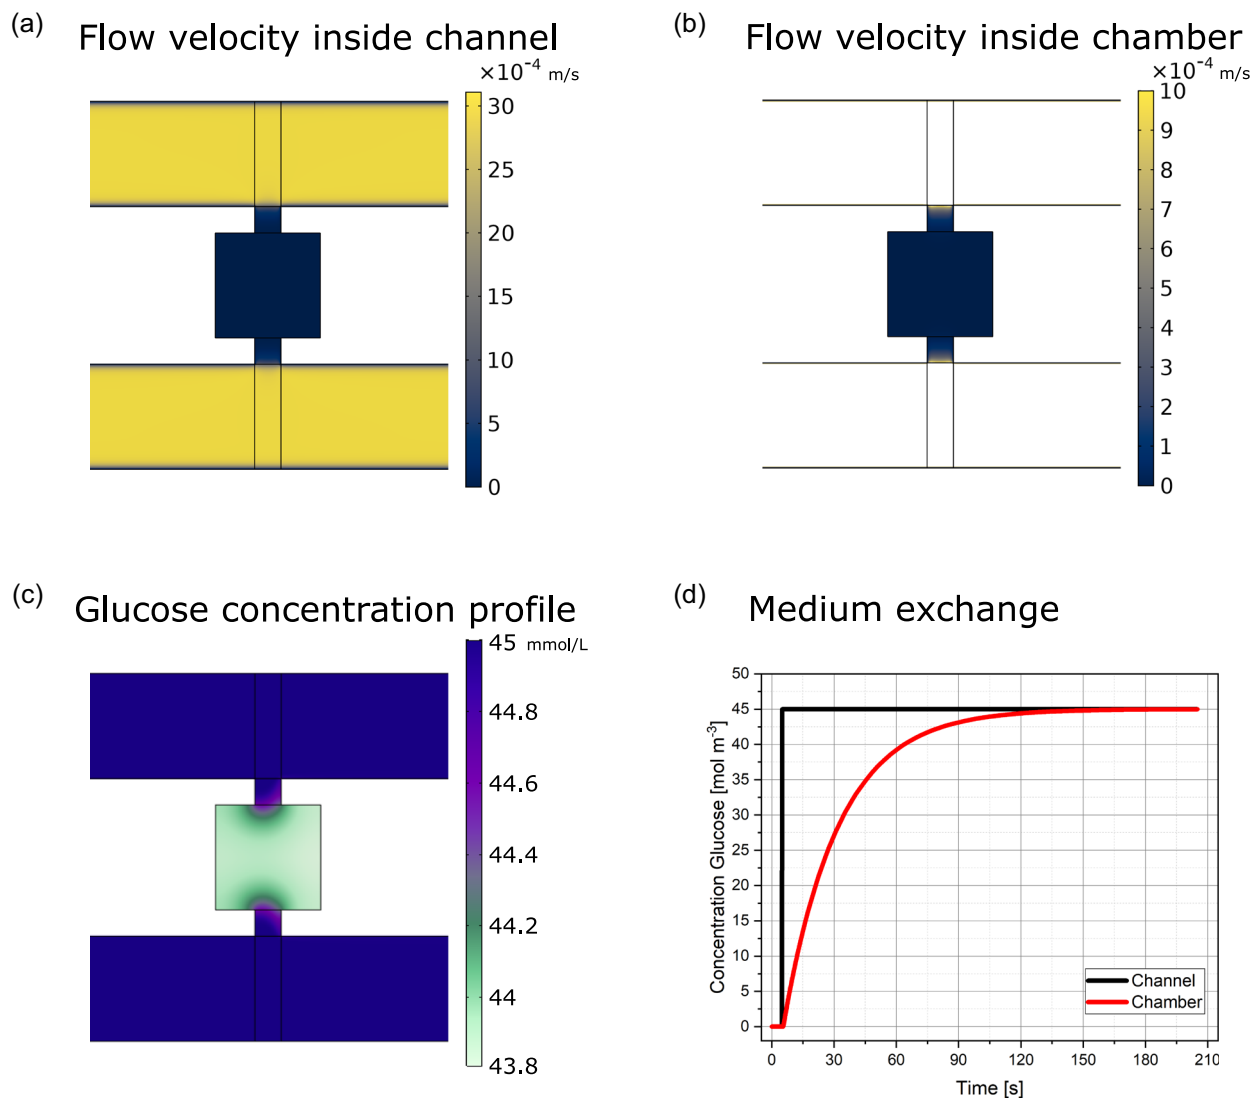 (a) Flow velocity inside channel
×10⁻⁴ m/s
30
25
20
15
10
5
0
(b) Flow velocity inside chamber
×10⁻⁴ m/s
10
9
8
7
6
5
4
3
2
1
0
(c) Glucose concentration profile
45 mmol/L
44.8
44.6
44.4
44.2
44
43.8
(d) Medium exchange
Concentration Glucose [mol m⁻³]
50
45
40
35
30
25
20
15
10
5
0
Channel
Chamber
0 30 60 90 120 150 180 210
Time [s]